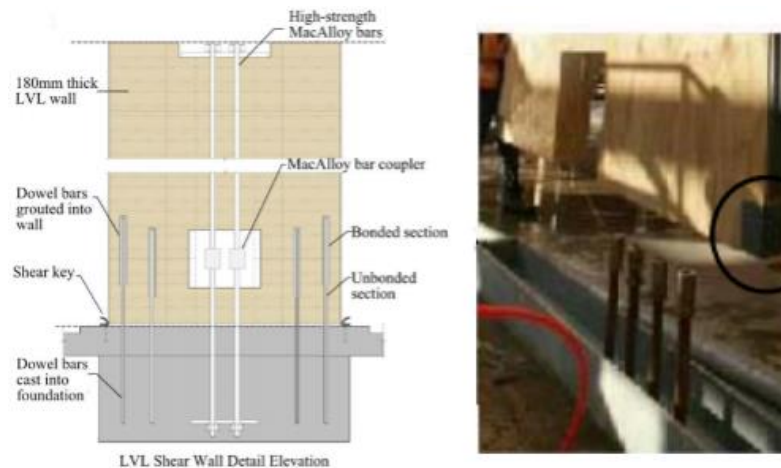 High-strength
MacAlloy bars
180mm thick
LVL wall
MacAlloy bar coupler
Dowel bars
grouted into
wall
Bonded section
Unbonded
section
Shear key
Dowel bars
cast into
foundation
LVL Shear Wall Detail Elevation